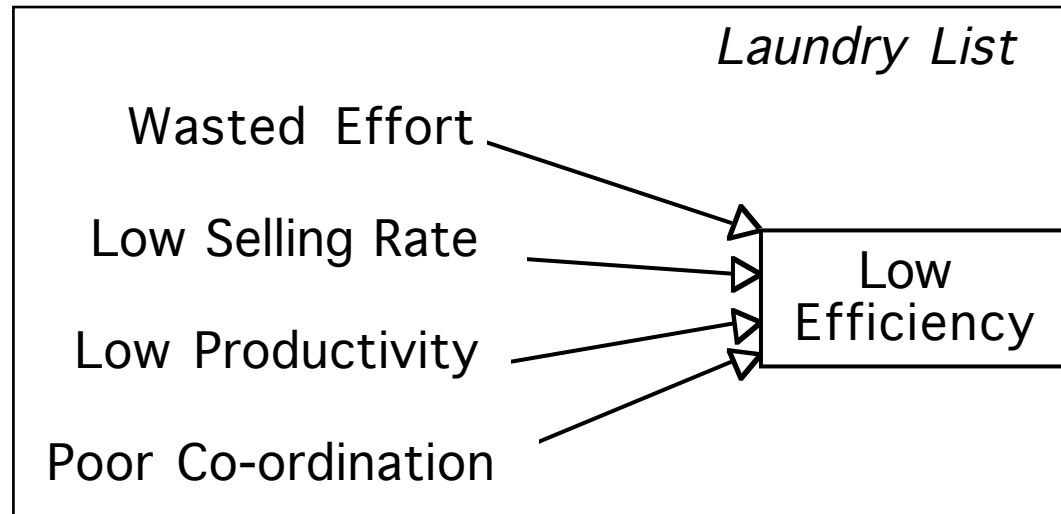 Laundry List
Wasted Effort
Low Selling Rate
Low Productivity
Poor Co-ordination
Low
Efficiency